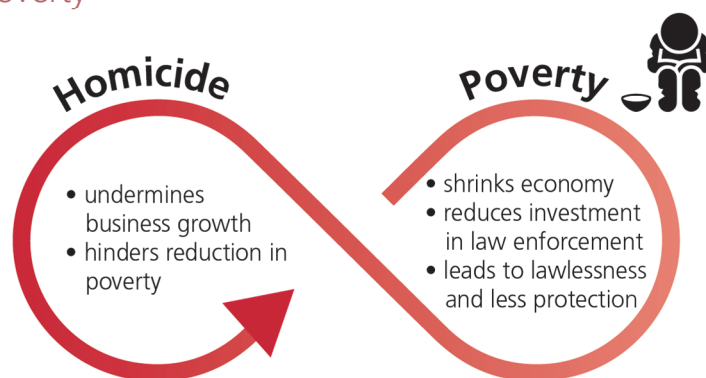 Homicide
• undermines
business growth
• hinders reduction in
poverty
Poverty
• shrinks economy
• reduces investment
in law enforcement
• leads to lawlessness
and less protection